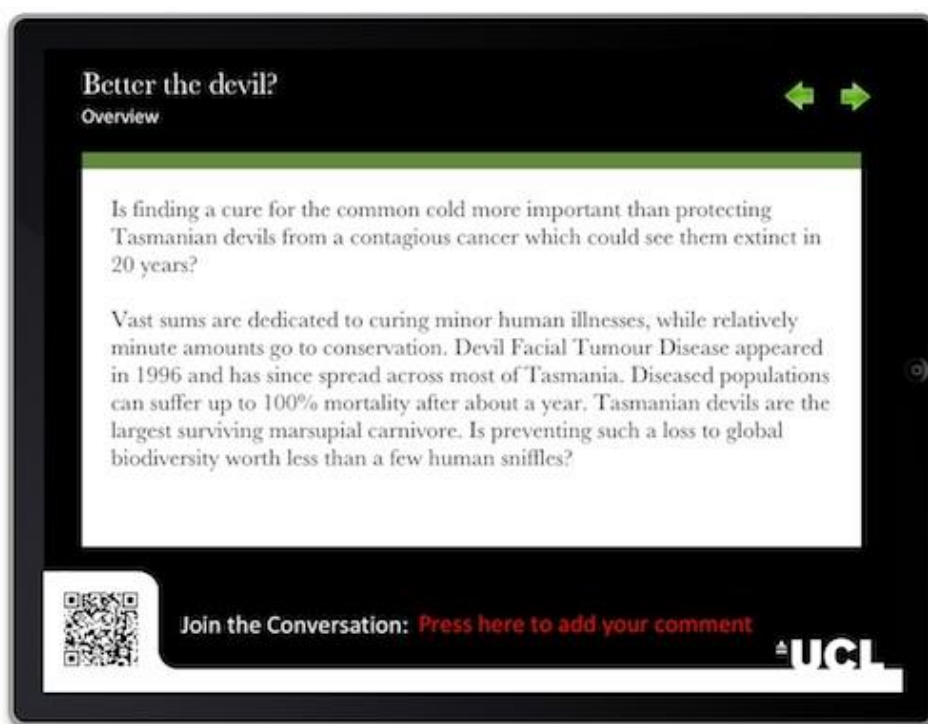 Better the devil?
Overview
Is finding a cure for the common cold more important than protecting
Tasmanian devils from a contagious cancer which could see them extinct in
20 years?
Vast sums are dedicated to curing minor human illnesses, while relatively
minute amounts go to conservation. Devil Facial Tumour Disease appeared
in 1996 and has since spread across most of Tasmania. Diseased populations
can suffer up to 100% mortality after about a year. Tasmanian devils are the
largest surviving marsupial carnivore. Is preventing such a loss to global
biodiversity worth less than a few human sniffles?
Join the Conversation: Press here to add your comment
UCL